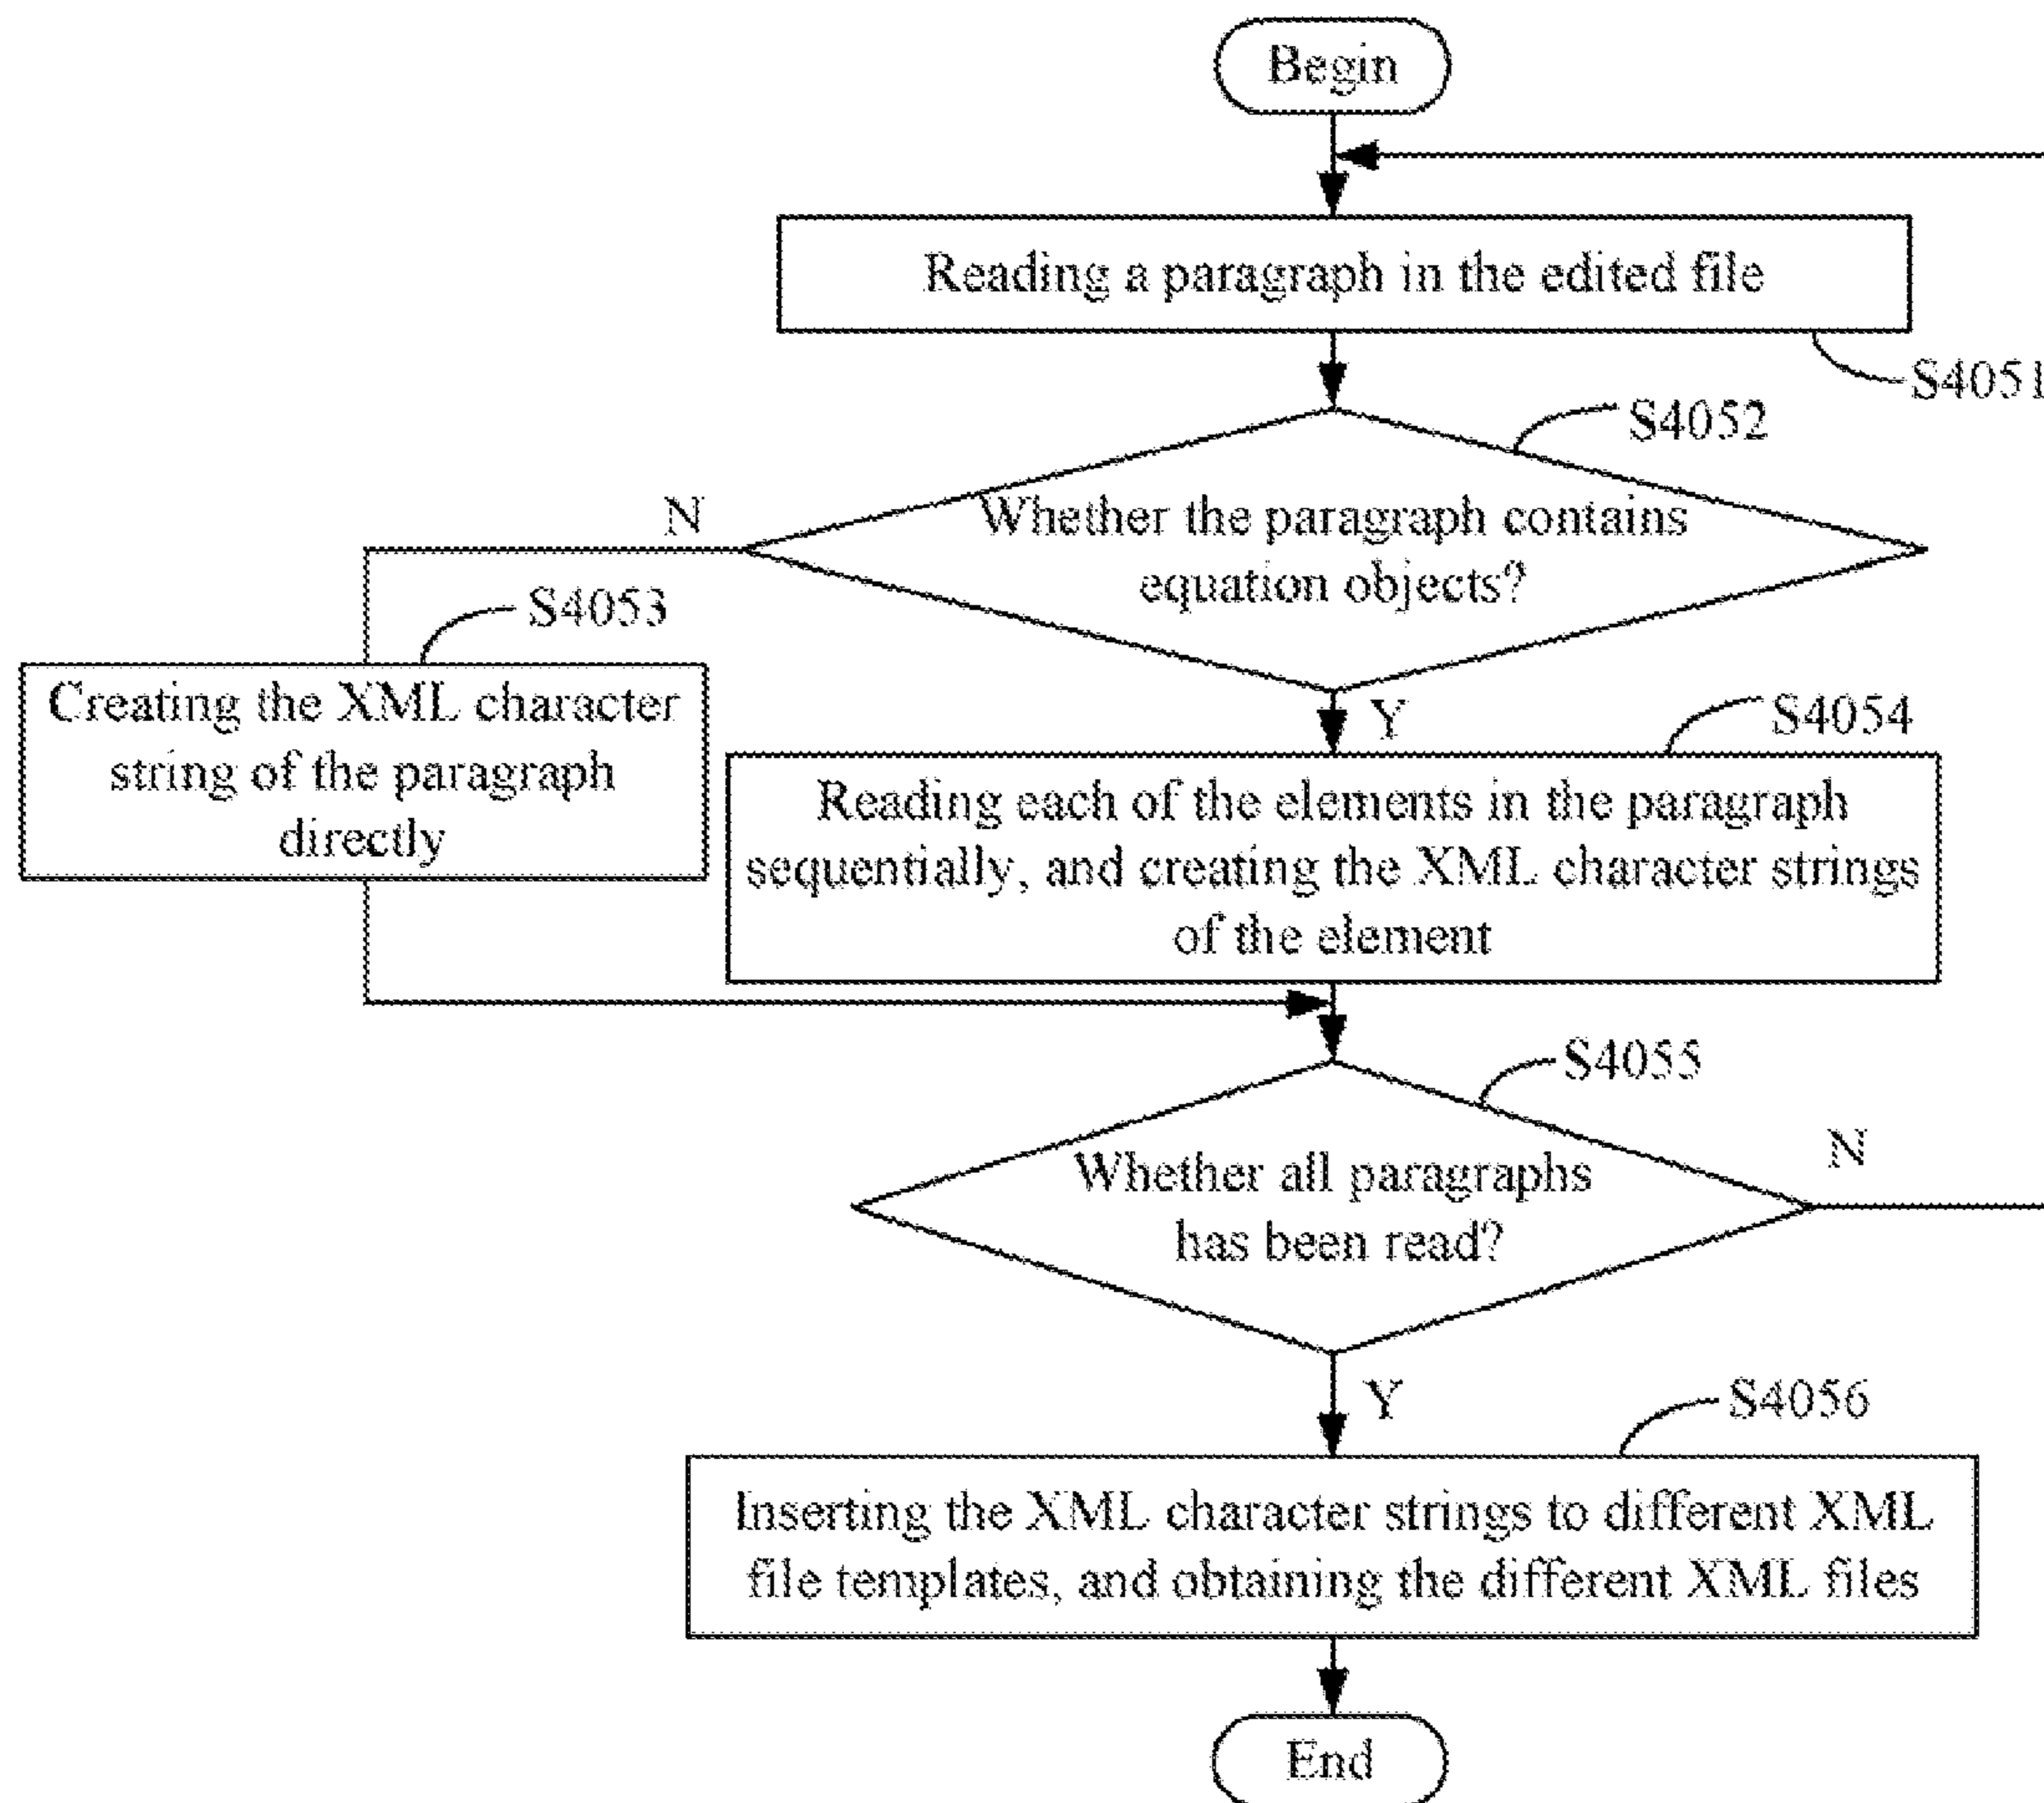 Begin
Reading a paragraph in the edited file
S4051
S4052
N
Whether the paragraph contains
equation objects?
S4053
Creating the XML character
string of the paragraph
directly
Y
S4054
Reading each of the elements in the paragraph
sequentially, and creating the XML character strings
of the element
S4055
N
Whether all paragraphs
has been read?
Y
S4056
Inserting the XML character strings to different XML
file templates, and obtaining the different XML files
End